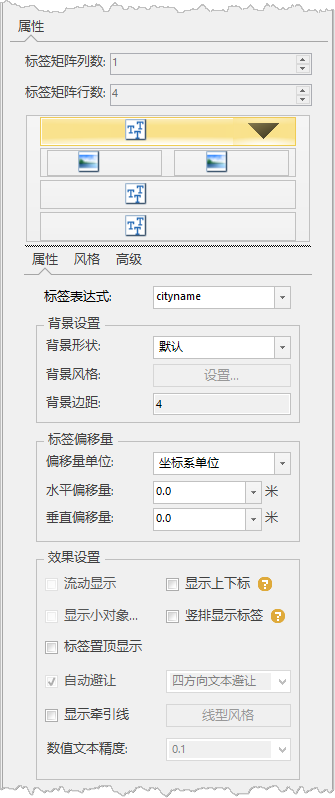 属性
标签矩阵列数: 1
标签矩阵行数: 4
属性 风格 高级
标签表达式: cityname
背景设置
背景形状: 默认
背景风格: 设置...
背景边距: 4
标签偏移量
偏移量单位: 坐标系单位
水平偏移量: 0.0 米
垂直偏移量: 0.0 米
效果设置
流动显示 显示上下标 ?
显示小对象... 竖排显示标签 ?
标签置顶显示
自动避让 四方向文本避让
显示牵引线 线型风格
数值文本精度: 0.1